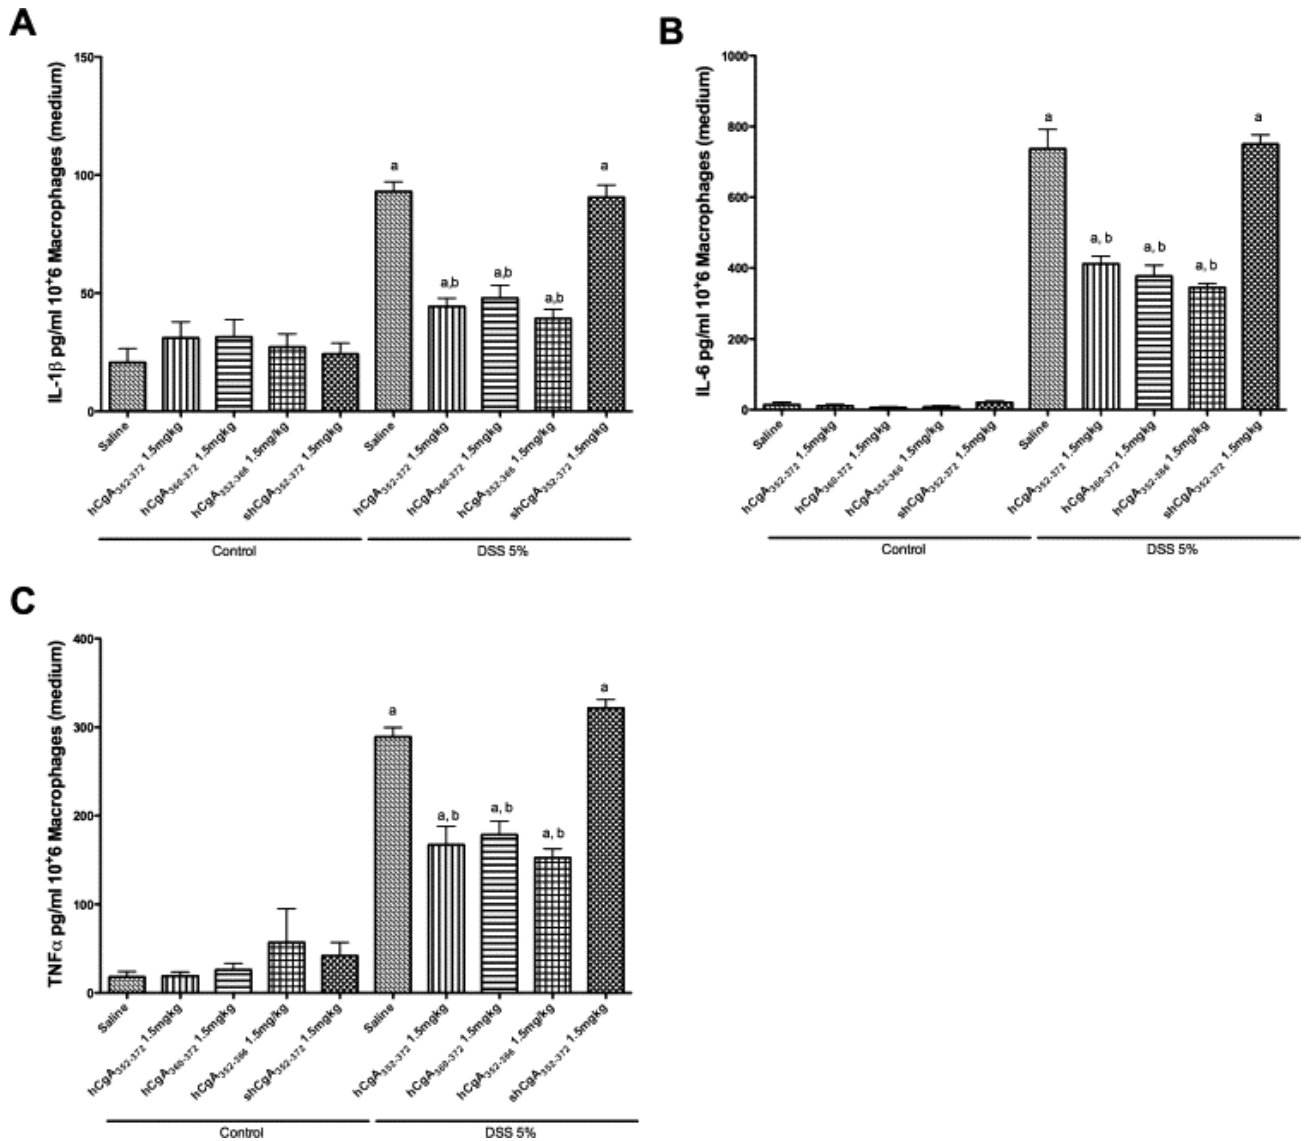 A
IL-1β pg/ml 10^6 Macrophages (medium)
150
100
50
0
a
a,b
a,b
a,b
a
Saline
hCgA352-372 1.5mgkg
hCgA360-372 1.5mgkg
hCgA352-366 1.5mg/kg
shCgA352-372 1.5mgkg
Saline
hCgA352-372 1.5mgkg
hCgA360-372 1.5mgkg
hCgA352-366 1.5mg/kg
shCgA352-372 1.5mgkg
Control
DSS 5%
B
IL-6 pg/ml 10^6 Macrophages (medium)
1000
800
600
400
200
0
a
a, b
a, b
a, b
a
Saline
hCgA352-372 1.5mgkg
hCgA360-372 1.5mgkg
hCgA352-366 1.5mg/kg
shCgA352-372 1.5mgkg
Saline
hCgA352-372 1.5mgkg
hCgA360-372 1.5mgkg
hCgA352-366 1.5mg/kg
shCgA352-372 1.5mgkg
Control
DSS 5%
C
TNFα pg/ml 10^6 Macrophages (medium)
400
300
200
100
0
a
a, b
a, b
a, b
a
Saline
hCgA352-372 1.5mgkg
hCgA360-372 1.5mgkg
hCgA352-366 1.5mg/kg
shCgA352-372 1.5mgkg
Saline
hCgA352-372 1.5mgkg
hCgA360-372 1.5mgkg
hCgA352-366 1.5mg/kg
shCgA352-372 1.5mgkg
Control
DSS 5%